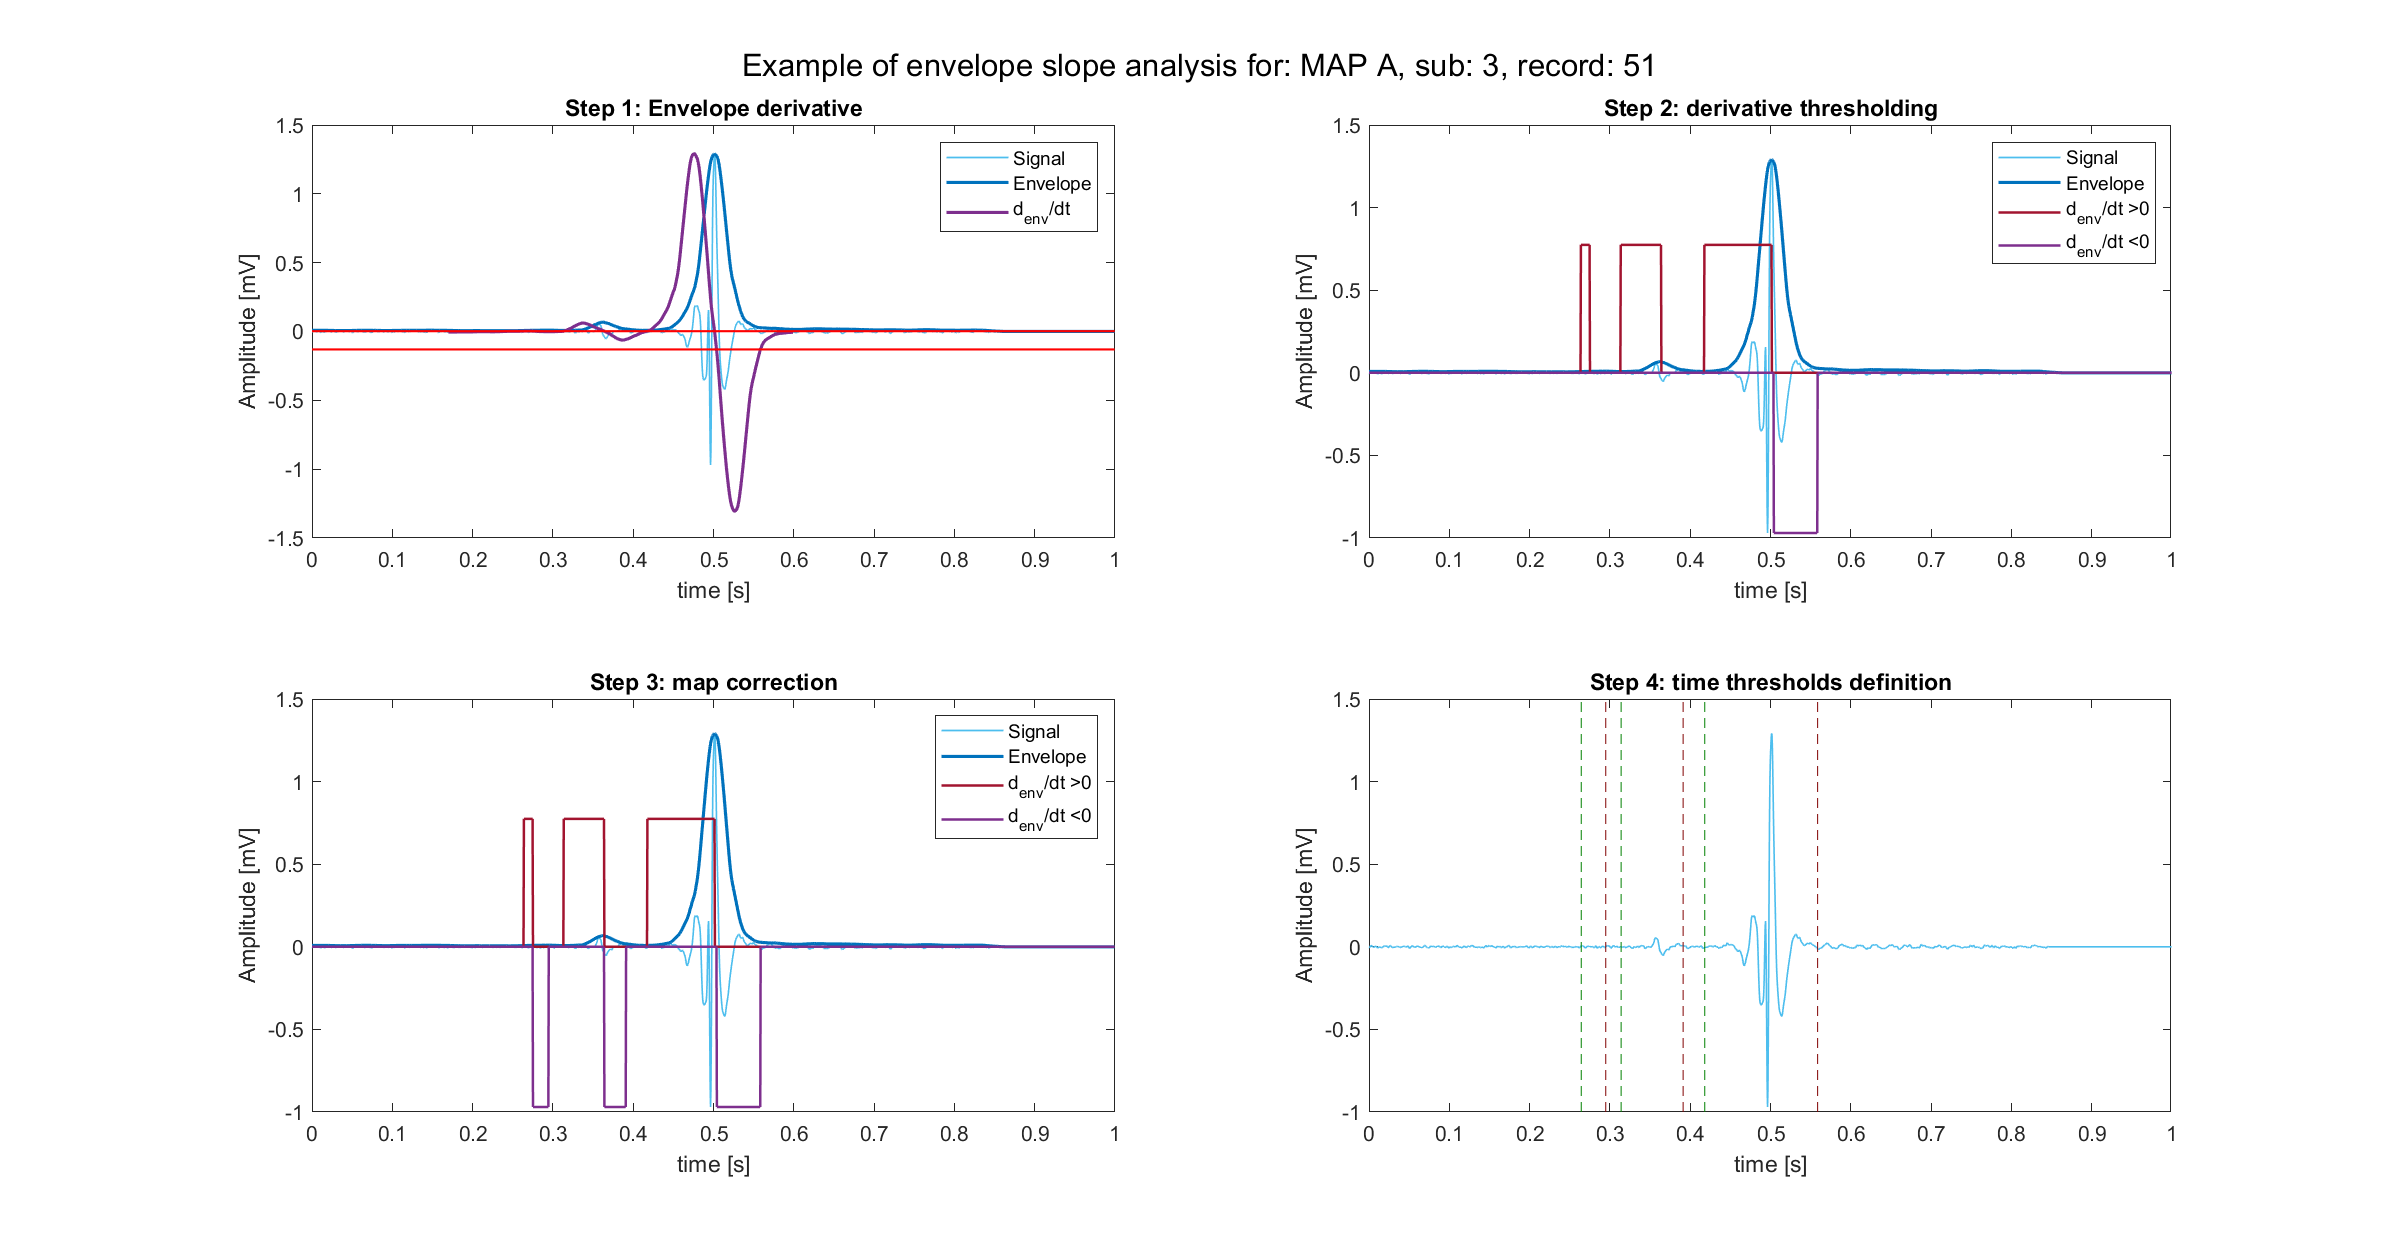 Example of envelope slope analysis for: MAP A, sub: 3, record: 51
Step 1: Envelope derivative
1.5
1
0.5
0
-0.5
-1
-1.5
Amplitude [mV]
0 0.1 0.2 0.3 0.4 0.5 0.6 0.7 0.8 0.9 1
time [s]
Signal
Envelope
d_env/dt
Step 2: derivative thresholding
1.5
1
0.5
0
-0.5
-1
Amplitude [mV]
0 0.1 0.2 0.3 0.4 0.5 0.6 0.7 0.8 0.9 1
time [s]
Signal
Envelope
d_env/dt >0
d_env/dt <0
Step 3: map correction
1.5
1
0.5
0
-0.5
-1
Amplitude [mV]
0 0.1 0.2 0.3 0.4 0.5 0.6 0.7 0.8 0.9 1
time [s]
Signal
Envelope
d_env/dt >0
d_env/dt <0
Step 4: time thresholds definition
1.5
1
0.5
0
-0.5
-1
Amplitude [mV]
0 0.1 0.2 0.3 0.4 0.5 0.6 0.7 0.8 0.9 1
time [s]